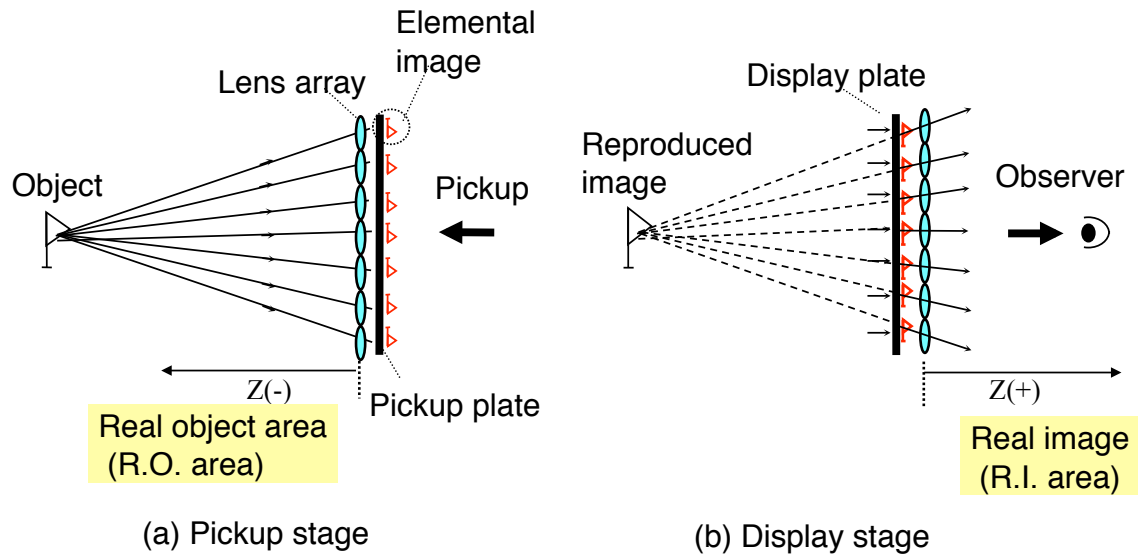 Elemental
image
Lens array
Object
Pickup
Z(-)
Pickup plate
Real object area
(R.O. area)
(a) Pickup stage
Display plate
Reproduced
image
Observer
Z(+)
Real image
(R.I. area)
(b) Display stage